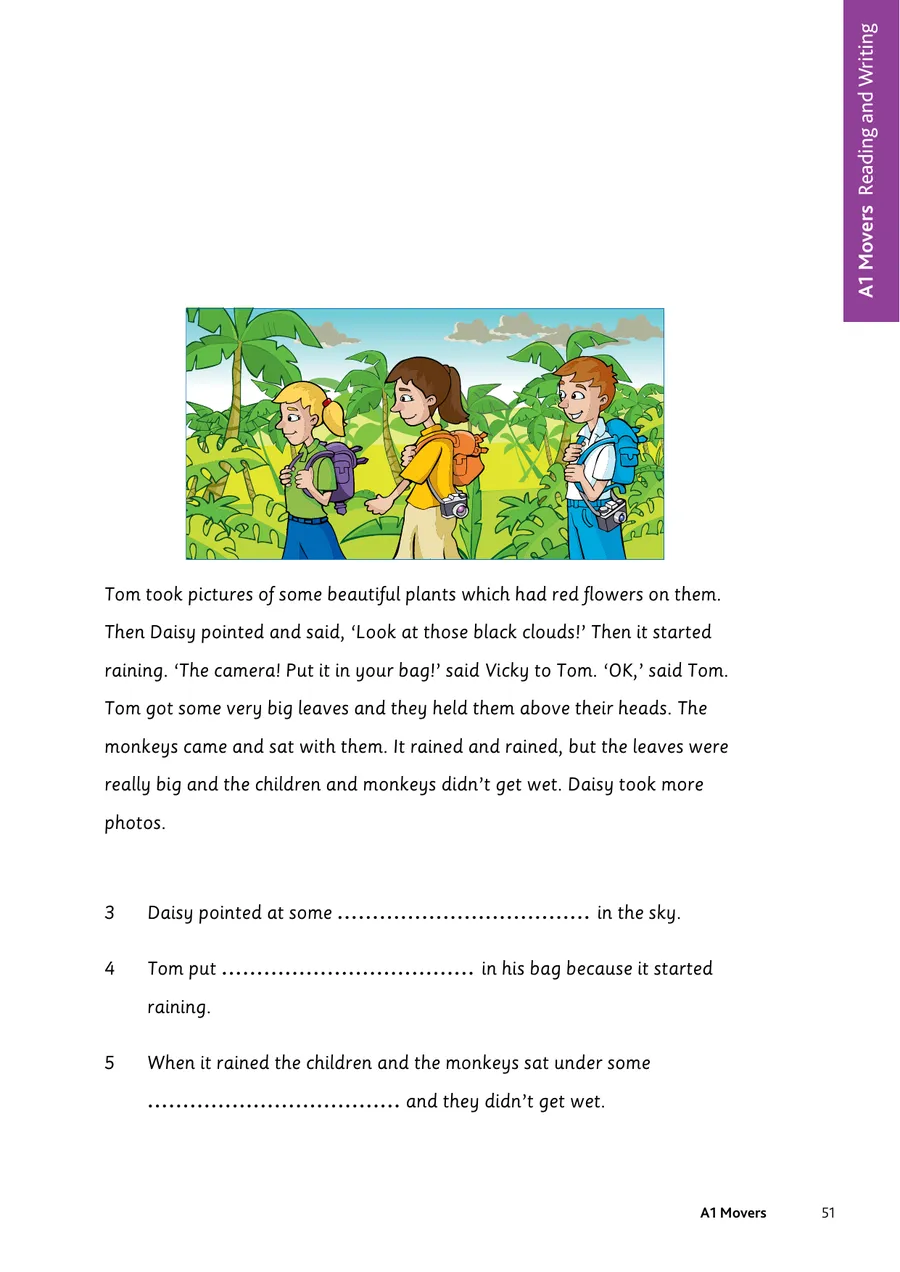 A1 Movers Reading and Writing
Tom took pictures of some beautiful plants which had red flowers on them.
Then Daisy pointed and said, ‘Look at those black clouds!’ Then it started
raining. ‘The camera! Put it in your bag!’ said Vicky to Tom. ‘OK,’ said Tom.
Tom got some very big leaves and they held them above their heads. The
monkeys came and sat with them. It rained and rained, but the leaves were
really big and the children and monkeys didn’t get wet. Daisy took more
photos.
3 Daisy pointed at some .................................... in the sky.
4 Tom put .................................... in his bag because it started
raining.
5 When it rained the children and the monkeys sat under some
.................................... and they didn’t get wet.
A1 Movers 51